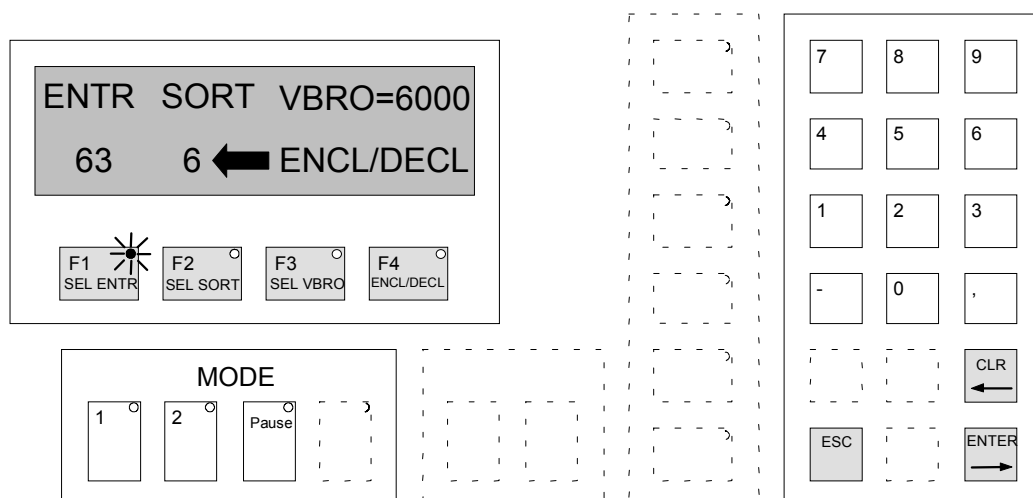 ENTR SORT VBRO=6000
63 6 ENCL/DECL
F1 F2 F3 F4
SEL ENTR SEL SORT SEL VBRO ENCL/DECL
MODE
1 2 Pause
7 8 9
4 5 6
1 2 3
- 0 ,
CLR
ESC ENTER